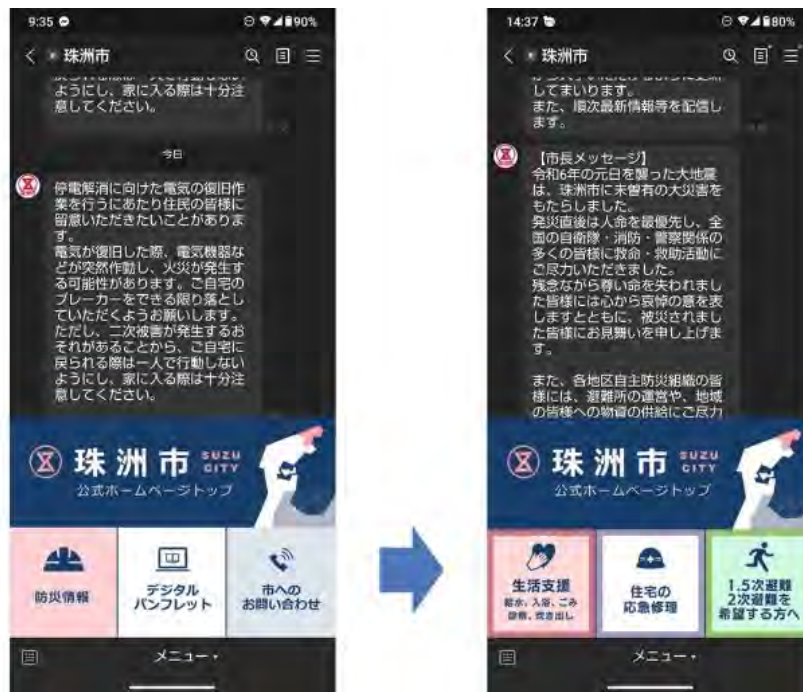 9:35
90%
珠洲市
ようにし、家に入る際は十分注
意してください。
今日
停電解消に向けた電気の復旧作
業を行うにあたり住民の皆様に
留意いただきたいことがありま
す。
電気が復旧した際、電気機器な
どが突然作動し、火災が発生す
る可能性があります。ご自宅の
ブレーカーをできる限り落とし
ていただくようお願いします。
ただし、二次被害が発生するお
それがあることから、ご自宅に
戻られる際は一人で行動しない
ようにし、家に入る際は十分注
意してください。
珠洲市 SUZU CITY
公式ホームページトップ
防災情報
デジタル
パンフレット
市への
お問い合わせ
メニュー
14:37
80%
珠洲市
してまいります。
また、順次最新情報等を配信し
ます。
【市長メッセージ】
令和6年の元日を襲った大地震
は、珠洲市に未曽有の大災害を
もたらしました。
発災直後は人命を最優先し、全
国の自衛隊・消防・警察関係の
多くの皆様に救命・救助活動に
ご尽力いただきました。
残念ながら尊い命を失われまし
た皆様には心から哀悼の意を表
しますとともに、被災されまし
た皆様にお見舞いを申し上げま
す。
また、各地区自主防災組織の皆
様には、避難所の運営や、地域
の皆様への物資の供給にご尽力
珠洲市 SUZU CITY
公式ホームページトップ
生活支援
給水、入浴、ごみ
診療、炊き出し
住宅の
応急修理
1.5次避難
2次避難を
希望する方へ
メニュー